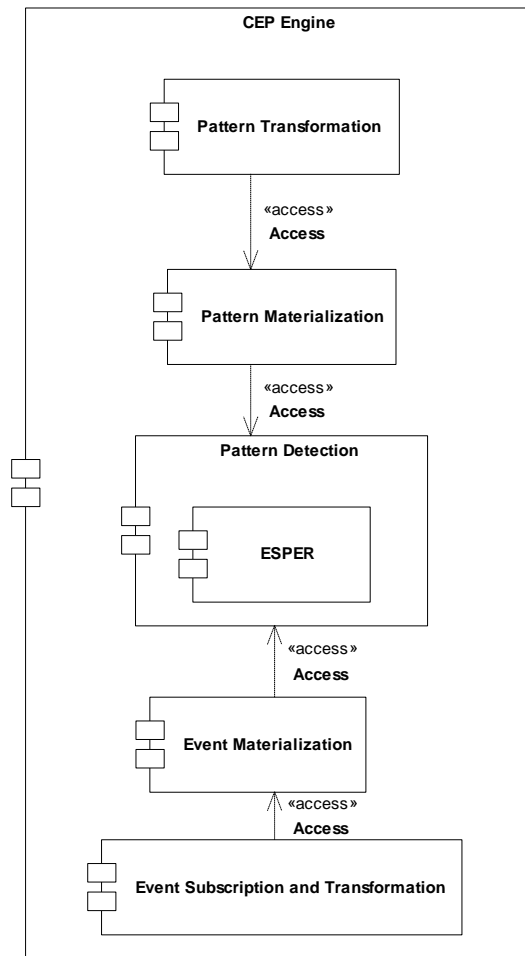 CEP Engine
Pattern Transformation
«access»
Access
Pattern Materialization
«access»
Access
Pattern Detection
ESPER
«access»
Access
Event Materialization
«access»
Access
Event Subscription and Transformation